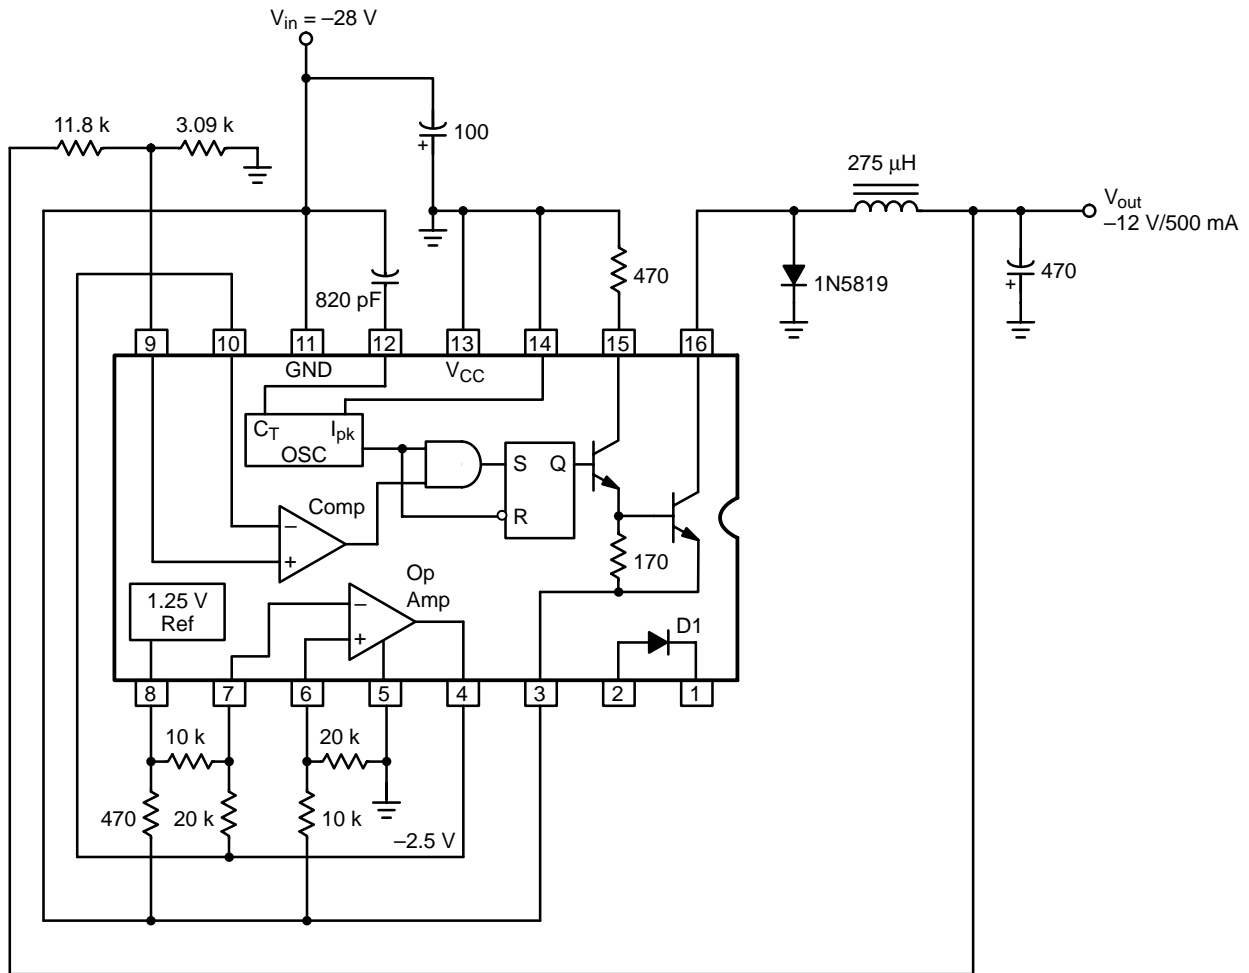 Vin = –28 V
11.8 k
3.09 k
100
275 μH
Vout
–12 V/500 mA
470
1N5819
470
820 pF
9
10
11
12
13
14
15
16
GND
VCC
CT
Ipk
OSC
S
Q
R
Comp
–
+
170
Op
Amp
–
+
1.25 V
Ref
D1
8
7
6
5
4
3
2
1
10 k
20 k
470
20 k
10 k
–2.5 V